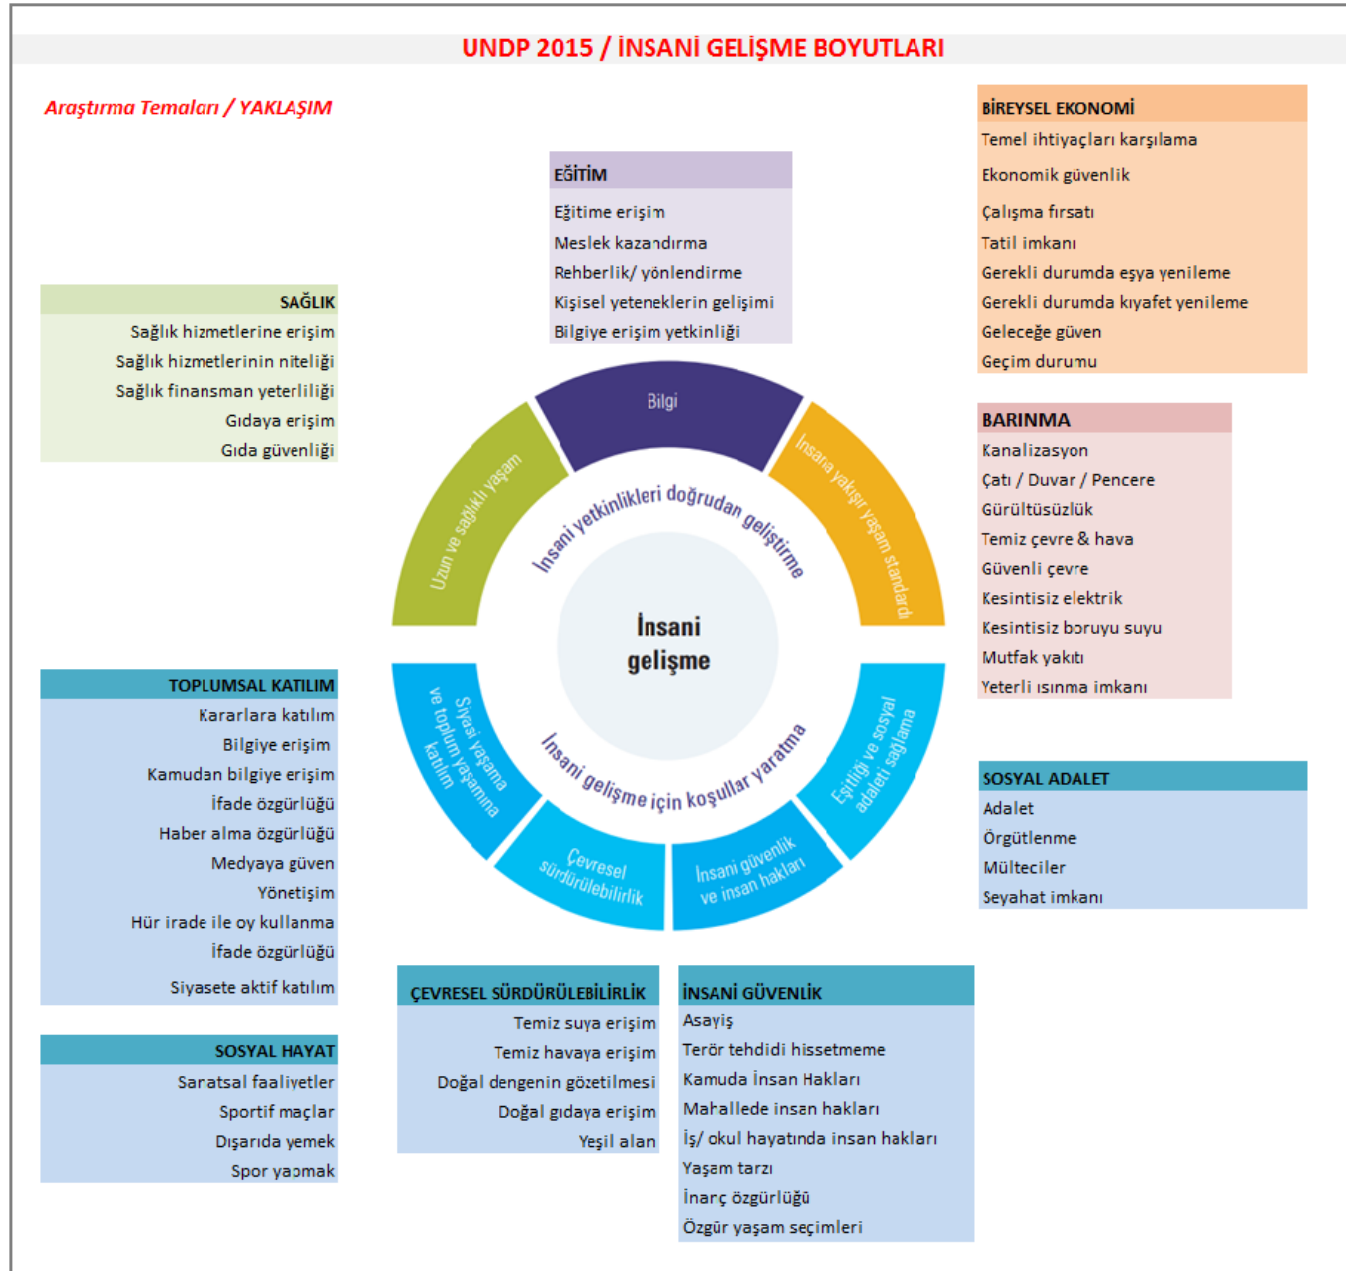 UNDP 2015 / İNSANİ GELİŞME BOYUTLARI
Araştırma Temaları / YAKLAŞIM
BİREYSEL EKONOMİ
Temel ihtiyaçları karşılama
Ekonomik güvenlik
Çalışma fırsatı
Tatil imkanı
Gerekli durumda eşya yenileme
Gerekli durumda kıyafet yenileme
Geleceğe güven
Geçim durumu
EĞİTİM
Eğitime erişim
Meslek kazandırma
Rehberlik/ yönlendirme
Kişisel yeteneklerin gelişimi
Bilgiye erişim yetkinliği
SAĞLIK
Sağlık hizmetlerine erişim
Sağlık hizmetlerinin niteliği
Sağlık finansman yeterliliği
Gıdaya erişim
Gıda güvenliği
BARINMA
Kanalizasyon
Çatı / Duvar / Pencere
Gürültüsüzlük
Temiz çevre & hava
Güvenli çevre
Kesintisiz elektrik
Kesintisiz boruyu suyu
Mutfak yakıtı
Yeterli ısınma imkanı
Bilgi
Uzun ve sağlıklı yaşam
İnsana yakışır yaşam standardı
İnsani yetkinlikleri doğrudan geliştirme
İnsani
gelişme
İnsani gelişme için koşullar yaratma
Siyasi yaşama
ve toplum yaşamına
katılım
Çevresel
sürdürülebilirlik
İnsani güvenlik
ve insan hakları
Eşitliği ve sosyal
adaleti sağlama
TOPLUMSAL KATILIM
Kararlara katılım
Bilgiye erişim
Kamudan bilgiye erişim
İfade özgürlüğü
Haber alma özgürlüğü
Medyaya güven
Yönetişim
Hür irade ile oy kullanma
İfade özgürlüğü
Siyasete aktif katılım
SOSYAL ADALET
Adalet
Örgütlenme
Mülteciler
Seyahat imkanı
SOSYAL HAYAT
Sanatsal faaliyetler
Sportif maçlar
Dışarıda yemek
Spor yapmak
ÇEVRESEL SÜRDÜRÜLEBİLİRLİK
Temiz suya erişim
Temiz havaya erişim
Doğal dengenin gözetilmesi
Doğal gıdaya erişim
Yeşil alan
İNSANİ GÜVENLİK
Asayiş
Terör tehdidi hissetmeme
Kamuda İnsan Hakları
Mahallede insan hakları
İş/ okul hayatında insan hakları
Yaşam tarzı
İnanç özgürlüğü
Özgür yaşam seçimleri